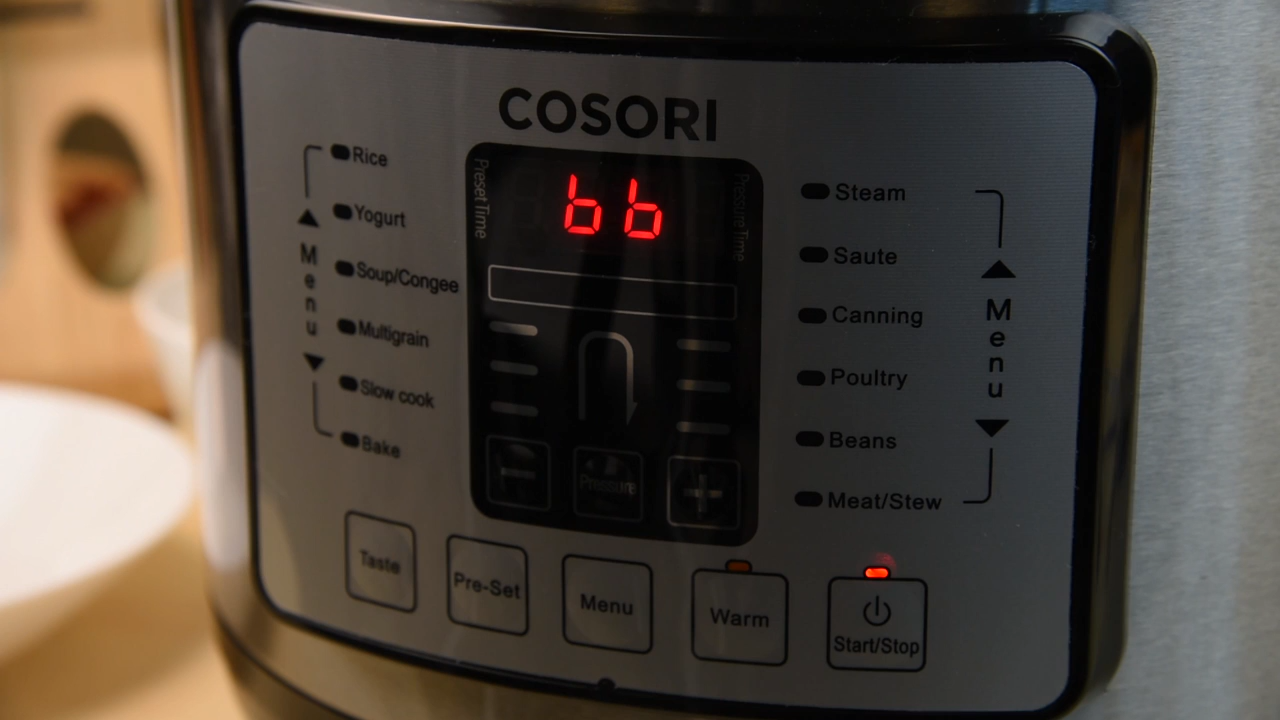 COSORI
Preset Time
bb
Pressure Time
Menu
Rice
Yogurt
Soup/Congee
Multigrain
Slow cook
Bake
Steam
Saute
Canning
Poultry
Beans
Meat/Stew
Menu
−
Pressure
+
Taste
Pre-Set
Menu
Warm
Start/Stop